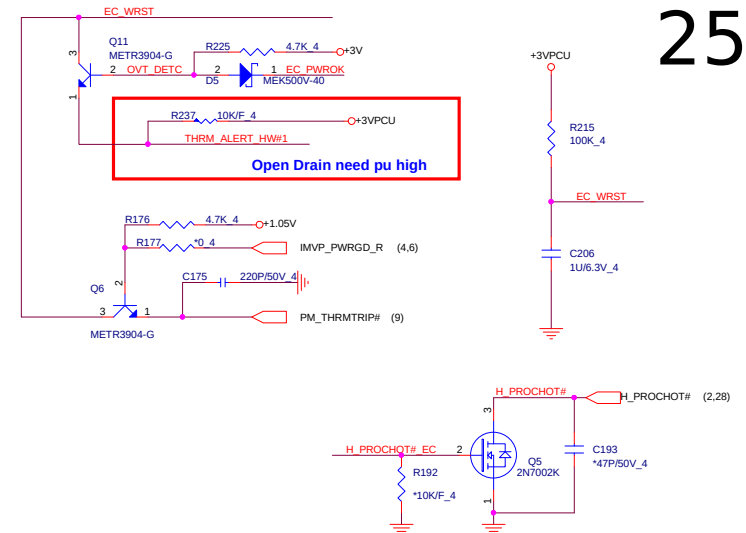 EC_WRST
25
Q11
METR3904-G
R225
4.7K_4
+3V
3
2
OVT_DETC
2
1
EC_PWROK
D5
MEK500V-40
1
+3VPCU
R237
10K/F_4
+3VPCU
THRM_ALERT_HW#1
Open Drain need pu high
R215
100K_4
EC_WRST
R176
4.7K_4
+1.05V
R177
*0_4
IMVP_PWRGD_R (4,6)
C206
1U/6.3V_4
C175
220P/50V_4
Q6
2
3
1
PM_THRMTRIP# (9)
METR3904-G
H_PROCHOT#
H_PROCHOT# (2,28)
3
H_PROCHOT#_EC
2
Q5
2N7002K
C193
*47P/50V_4
R192
*10K/F_4
1